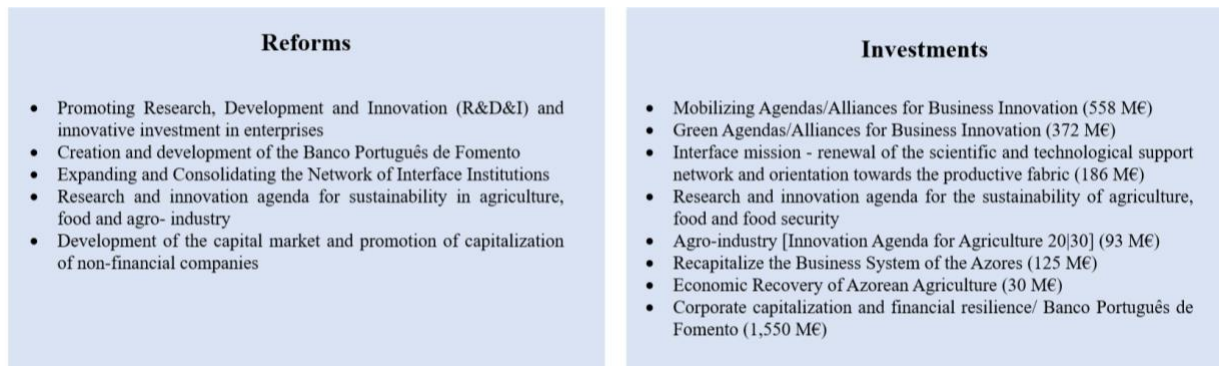 Reforms
• Promoting Research, Development and Innovation (R&D&I) and
innovative investment in enterprises
• Creation and development of the Banco Português de Fomento
• Expanding and Consolidating the Network of Interface Institutions
• Research and innovation agenda for sustainability in agriculture,
food and agro- industry
• Development of the capital market and promotion of capitalization
of non-financial companies
Investments
• Mobilizing Agendas/Alliances for Business Innovation (558 M€)
• Green Agendas/Alliances for Business Innovation (372 M€)
• Interface mission - renewal of the scientific and technological support
network and orientation towards the productive fabric (186 M€)
• Research and innovation agenda for the sustainability of agriculture,
food and food security
• Agro-industry [Innovation Agenda for Agriculture 20|30] (93 M€)
• Recapitalize the Business System of the Azores (125 M€)
• Economic Recovery of Azorean Agriculture (30 M€)
• Corporate capitalization and financial resilience/ Banco Português de
Fomento (1,550 M€)